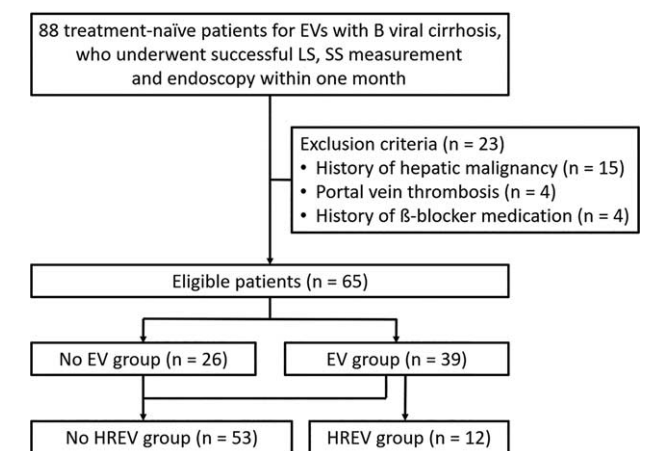 88 treatment-naïve patients for EVs with B viral cirrhosis,
who underwent successful LS, SS measurement
and endoscopy within one month
Exclusion criteria (n = 23)
• History of hepatic malignancy (n = 15)
• Portal vein thrombosis (n = 4)
• History of ß-blocker medication (n = 4)
Eligible patients (n = 65)
No EV group (n = 26)
EV group (n = 39)
No HREV group (n = 53)
HREV group (n = 12)